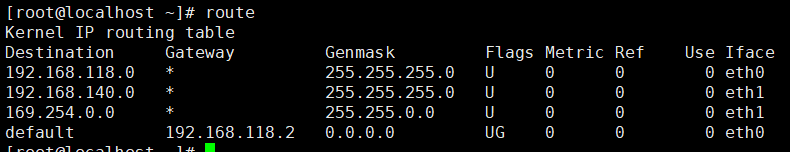 [root@localhost ~]# route
Kernel IP routing table
Destination     Gateway         Genmask         Flags Metric Ref    Use Iface
192.168.118.0   *               255.255.255.0   U     0      0        0 eth0
192.168.140.0   *               255.255.255.0   U     0      0        0 eth1
169.254.0.0     *               255.255.0.0     U     0      0        0 eth1
default         192.168.118.2   0.0.0.0         UG    0      0        0 eth0
[root@localhost ~]#